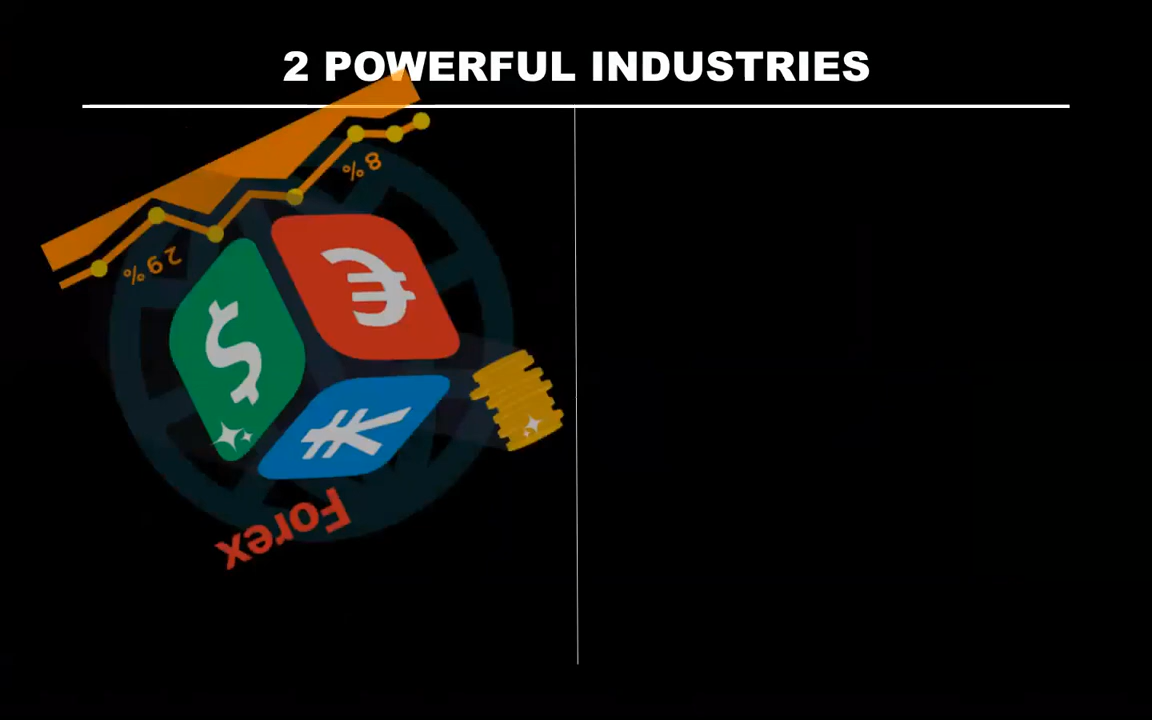 2 POWERFUL INDUSTRIES
8%
29%
$
€
¥
Forex